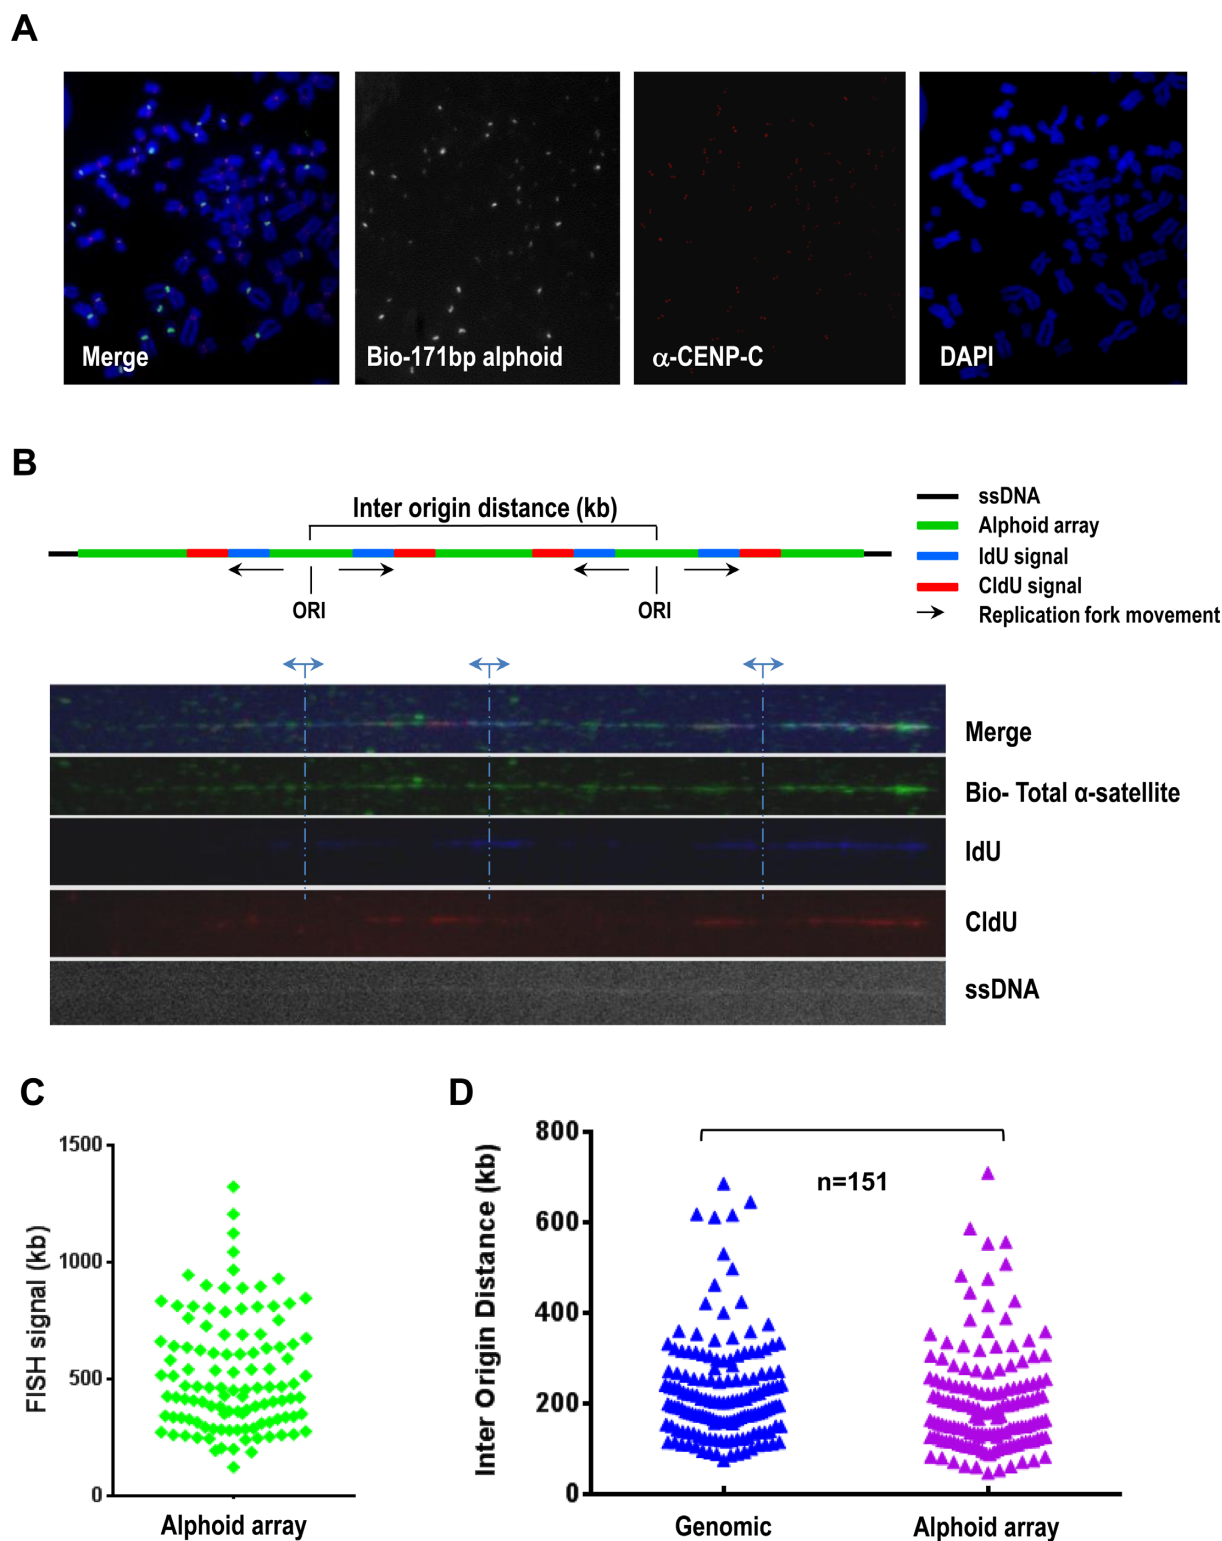 A
Merge
Bio-171bp alphoid
α-CENP-C
DAPI
B
Inter origin distance (kb)
ORI
ORI
ssDNA
Alphoid array
IdU signal
CldU signal
Replication fork movement
Merge
Bio- Total α-satellite
IdU
CldU
ssDNA
C
FISH signal (kb)
1500
1000
500
0
Alphoid array
D
Inter Origin Distance (kb)
800
600
400
200
0
n=151
Genomic
Alphoid array